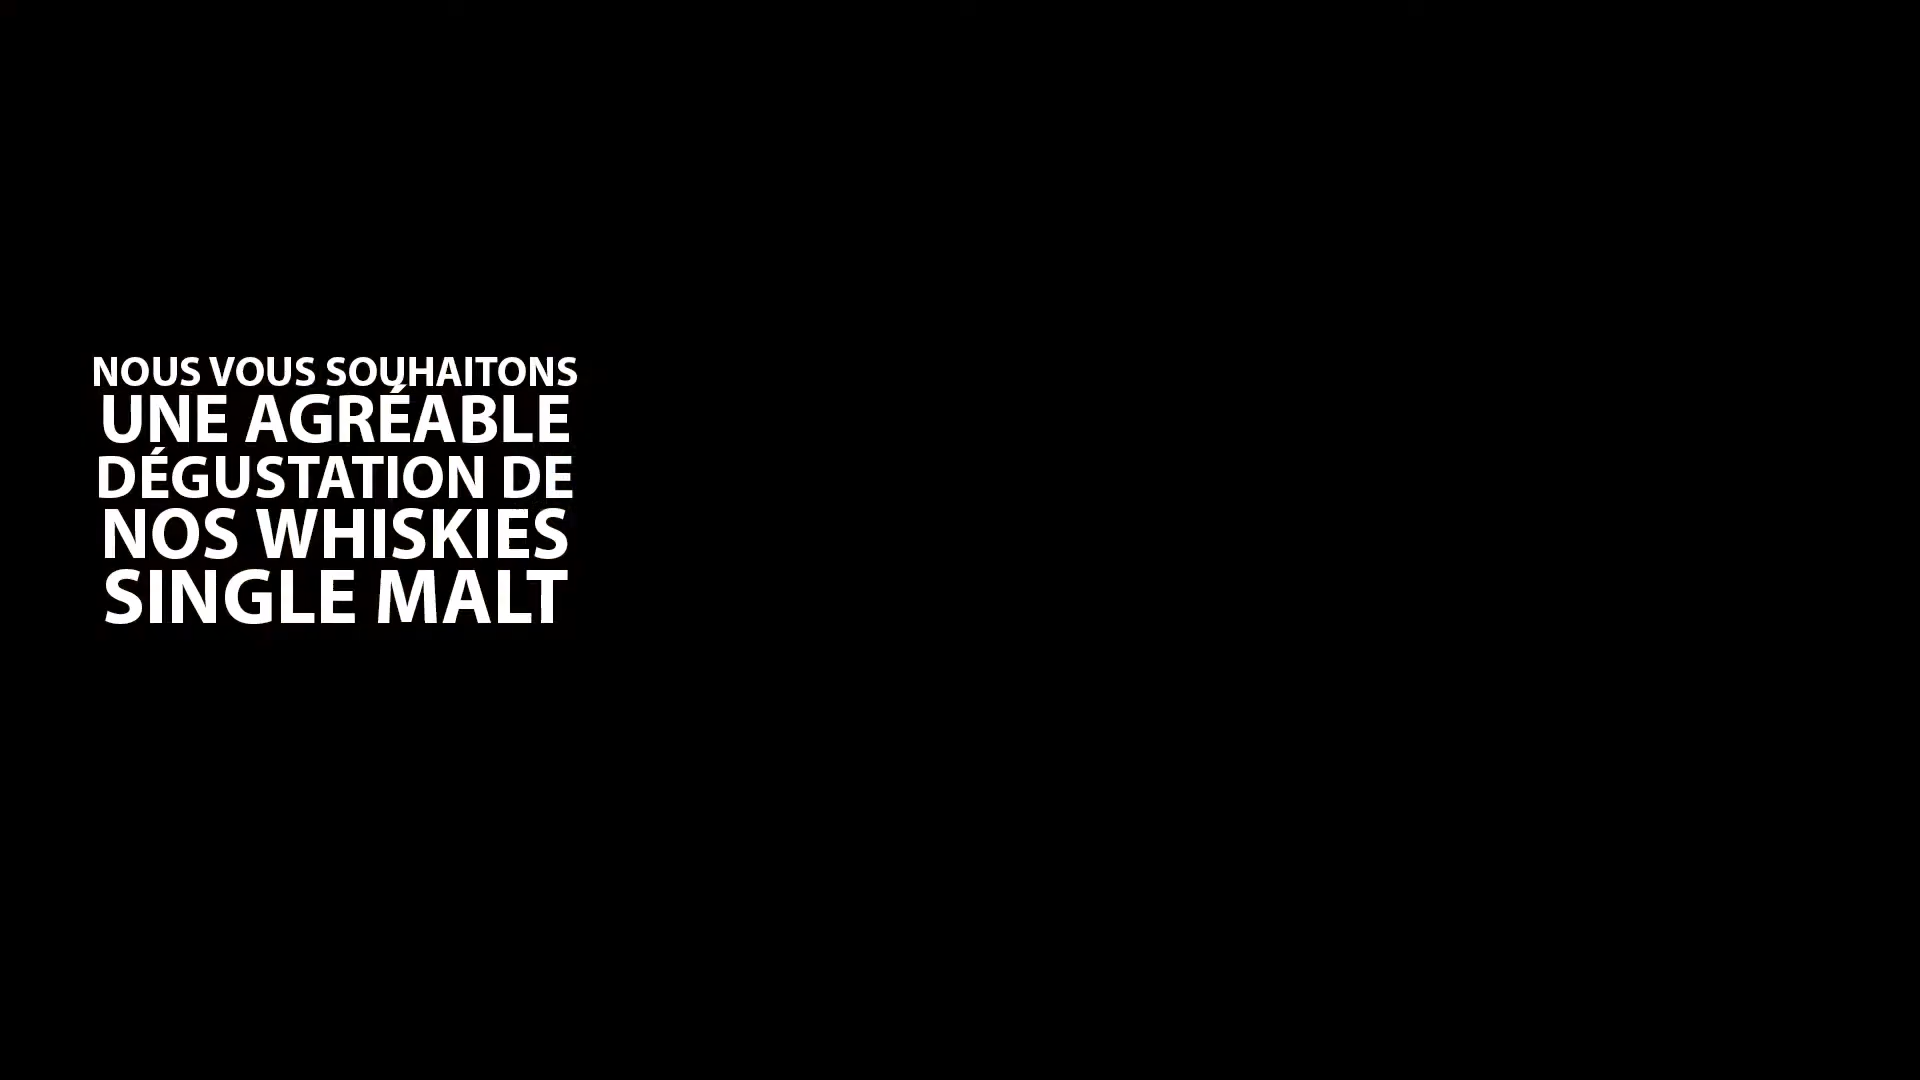 NOUS VOUS SOUHAITONS
UNE AGRÉABLE
DÉGUSTATION DE
NOS WHISKIES
SINGLE MALT